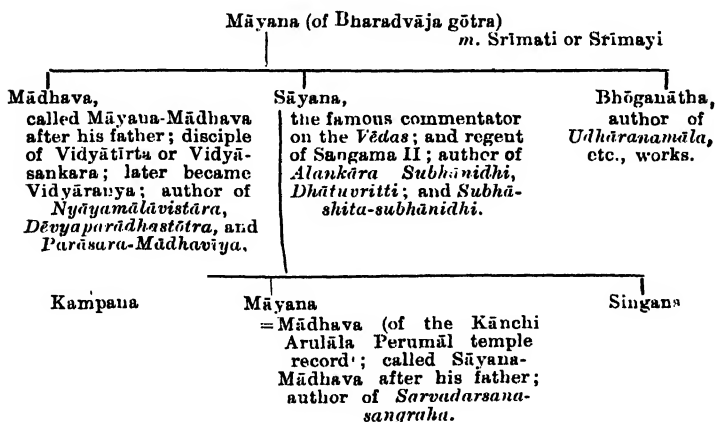 Māyana (of Bharadvāja gōtra)
m. Srīmati or Srīmayi
Mādhava,
called Māyaua-Mādhava
after his father; disciple
of Vidyātīrta or Vidyā-
sankara; later became
Vidyāranya; author of
Nyāyamālāvistāra,
Dēvyaparādhastōtra, and
Parāsara-Mādhavīya.
Sāyana,
the famous commentator
on the Vēdas; and regent
of Sangama II; author of
Alankāra Subhānidhi,
Dhātuvritti; and Subhā-
shita-subhānidhi.
Bhōganātha,
author of
Udhāranamāla,
etc., works.
Kampana
Māyana
=Mādhava (of the Kānchi
Arulāla Perumāl temple
record'; called Sāyana-
Mādhava after his father;
author of Sarvadarsana-
sangraha.
Singana